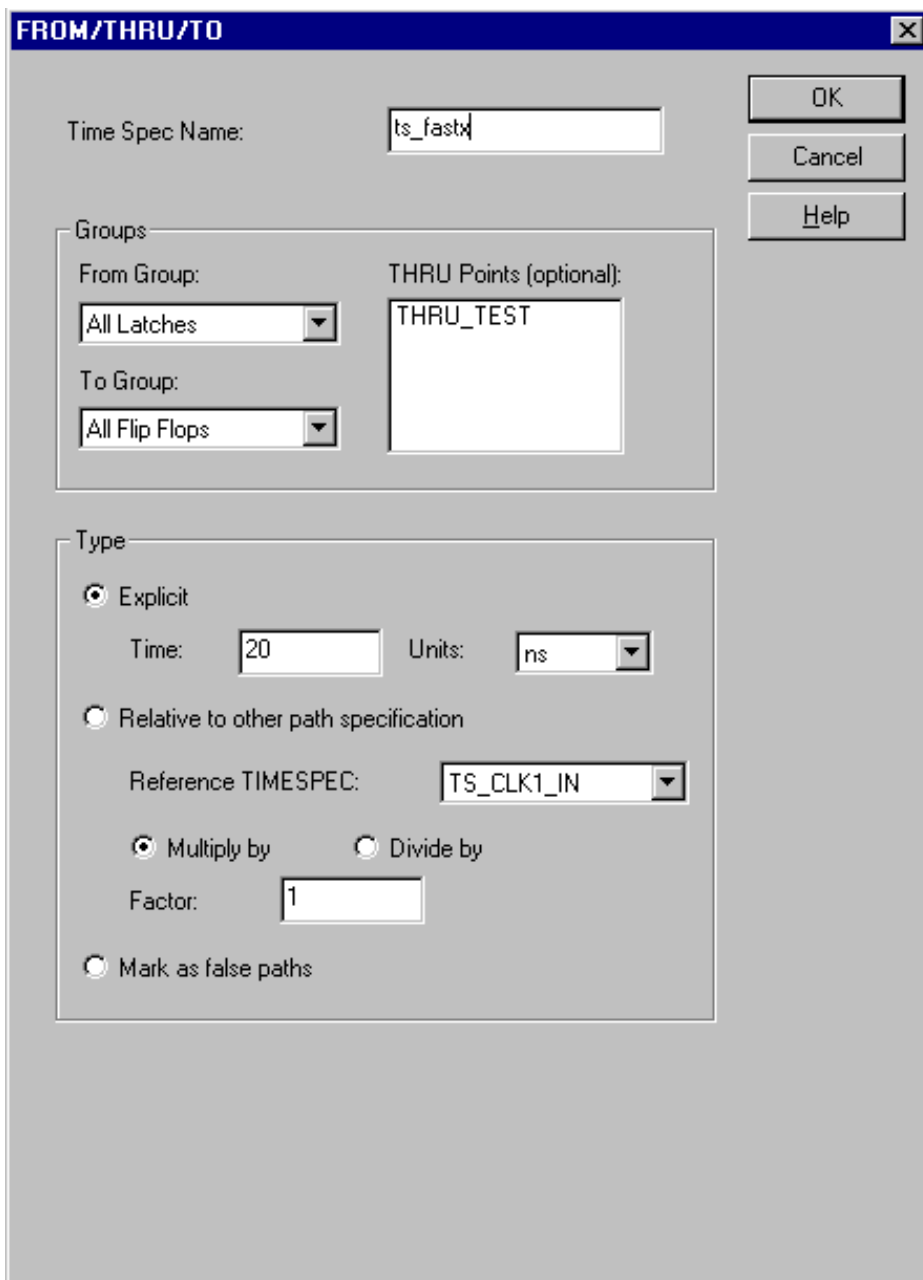 FROM/THRU/TO
Time Spec Name: ts_fastx
OK
Cancel
Help
Groups
From Group:
All Latches
To Group:
All Flip Flops
THRU Points (optional):
THRU_TEST
Type
Explicit
Time: 20 Units: ns
Relative to other path specification
Reference TIMESPEC: TS_CLK1_IN
Multiply by Divide by
Factor: 1
Mark as false paths